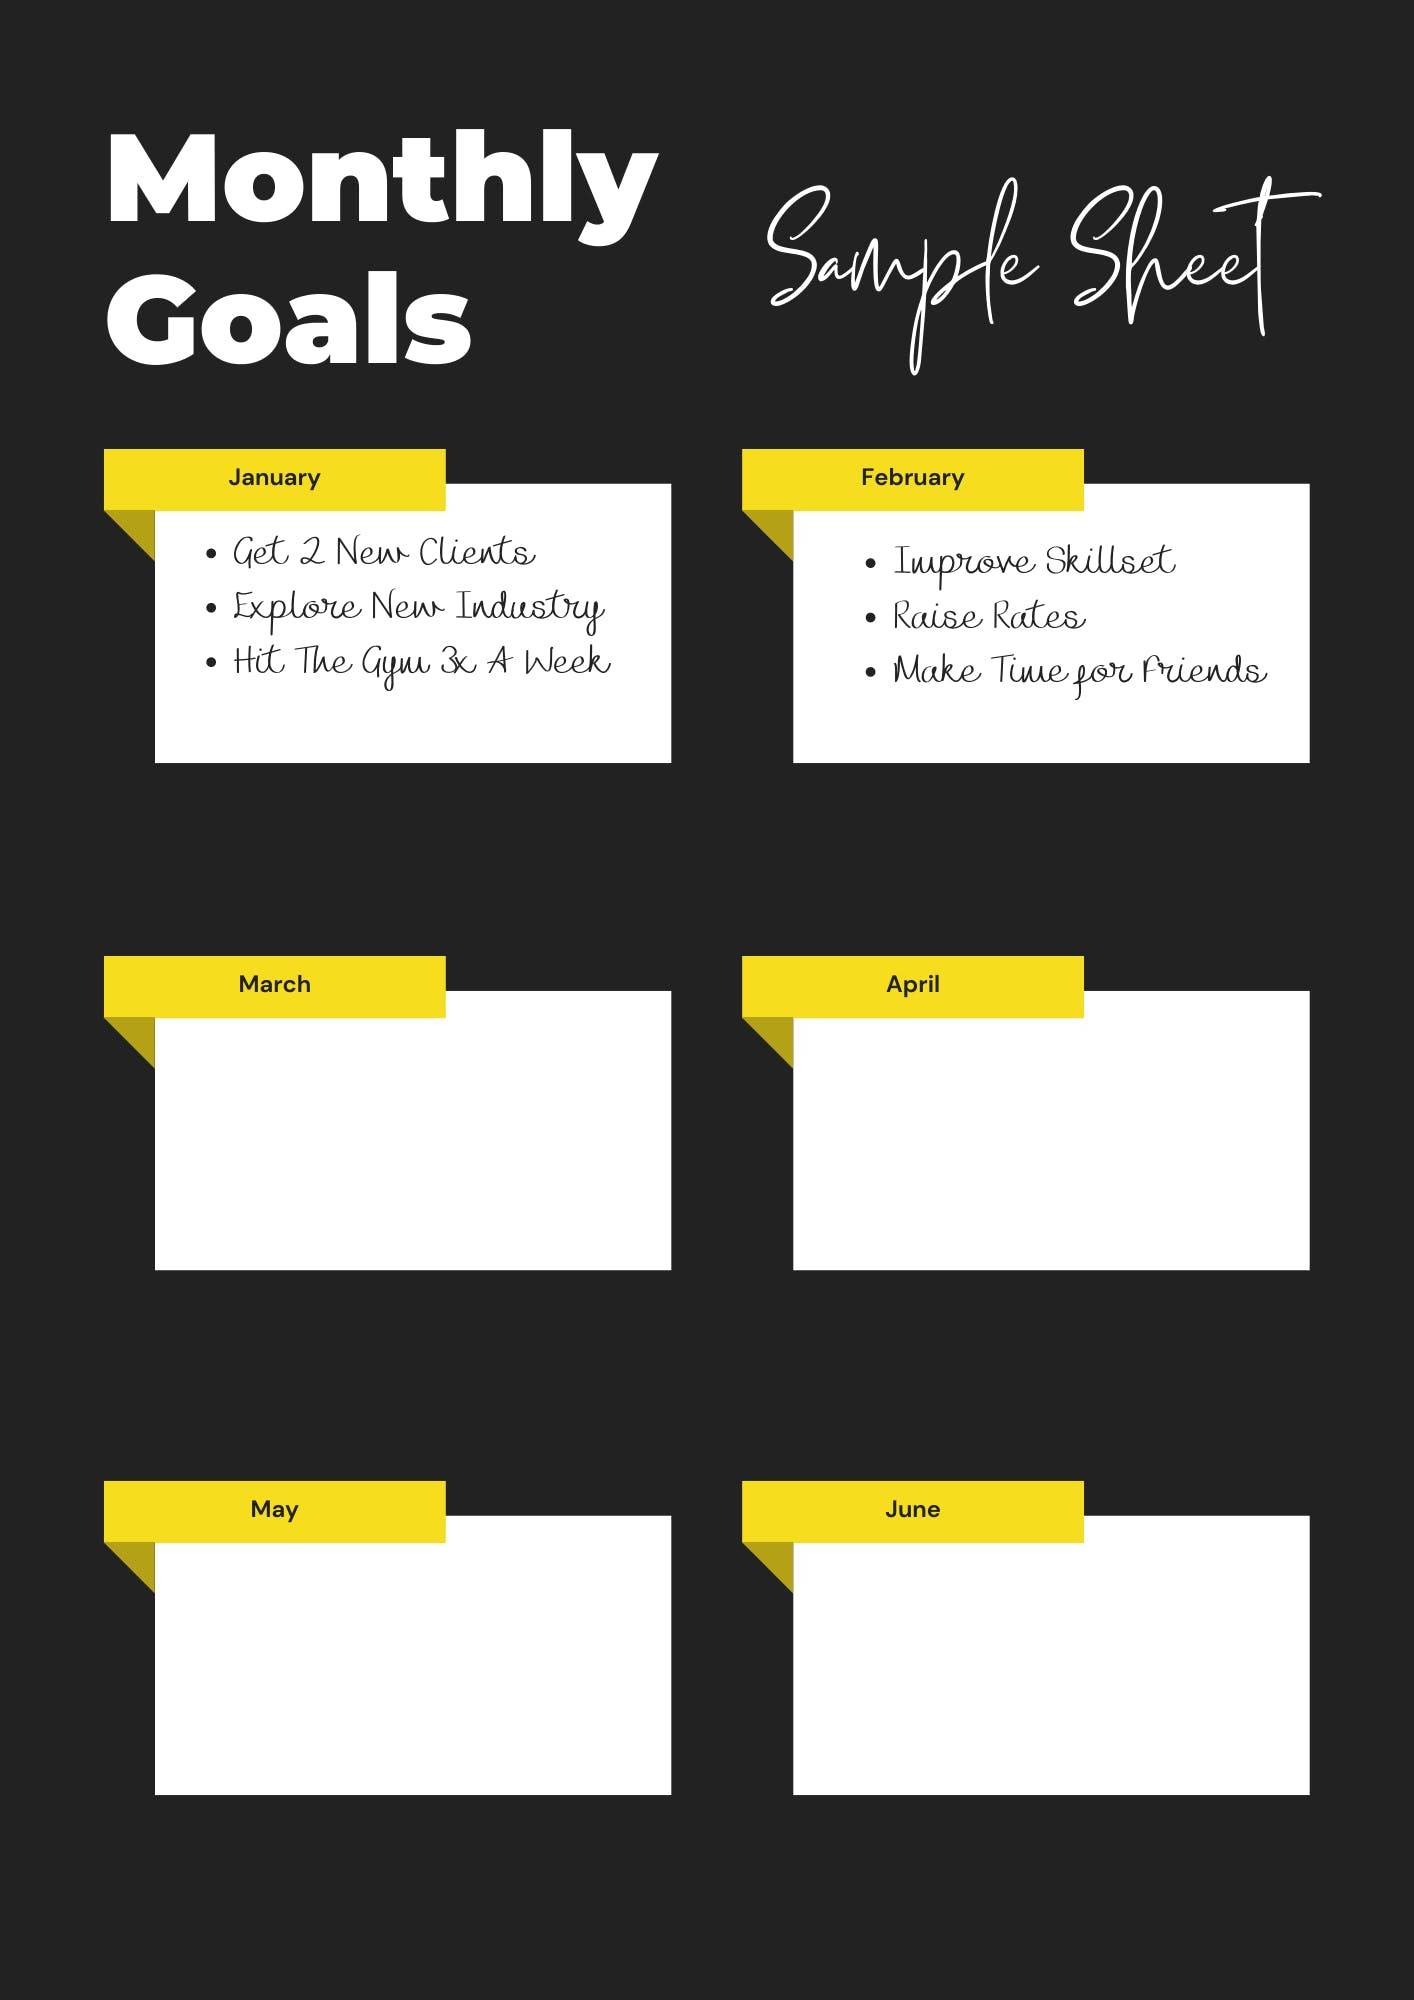 Monthly
Goals
Sample Sheet
January
• Get 2 New Clients
• Explore New Industry
• Hit The Gym 3x A Week
February
• Improve Skillset
• Raise Rates
• Make Time for Friends
March
April
May
June